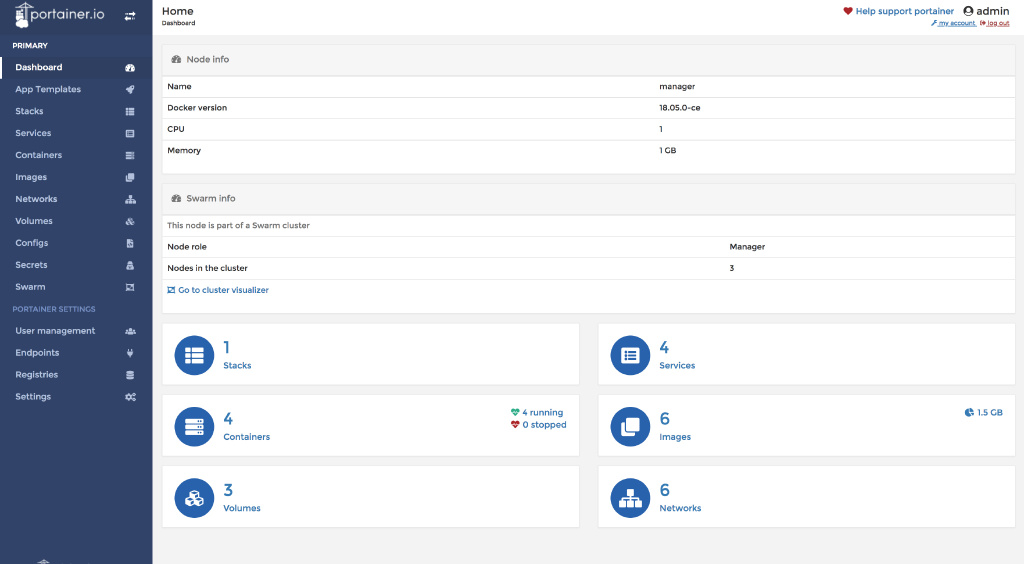 portainer.io
PRIMARY
Dashboard
App Templates
Stacks
Services
Containers
Images
Networks
Volumes
Configs
Secrets
Swarm
PORTAINER SETTINGS
User management
Endpoints
Registries
Settings
Home
Dashboard
Help support portainer admin
my account log out
Node info
Name manager
Docker version 18.05.0-ce
CPU 1
Memory 1 GB
Swarm info
This node is part of a Swarm cluster
Node role Manager
Nodes in the cluster 3
Go to cluster visualizer
1
Stacks
4
Services
4
Containers
4 running
0 stopped
6
Images
1.5 GB
3
Volumes
6
Networks